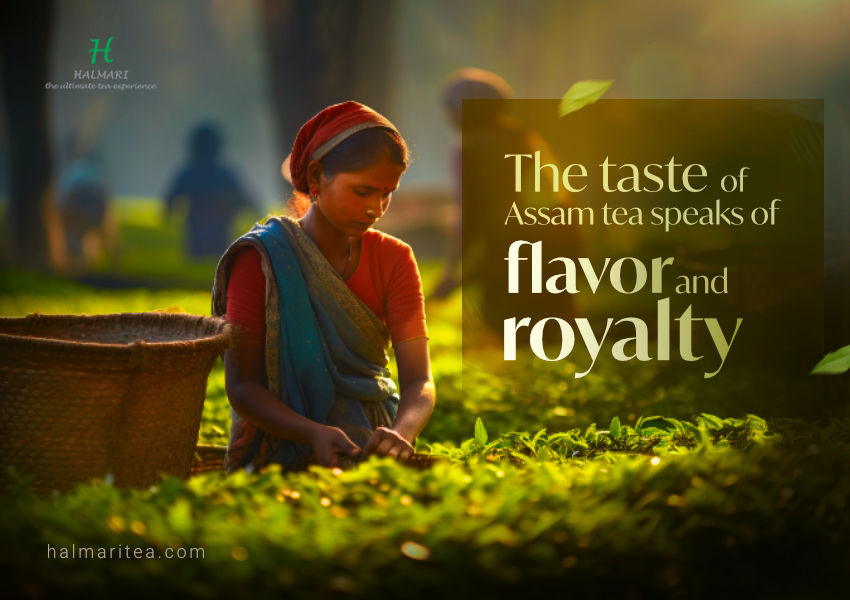 H
HALMARI
the ultimate tea experience
The taste of
Assam tea speaks of
flavor and
royalty
halmaritea.com